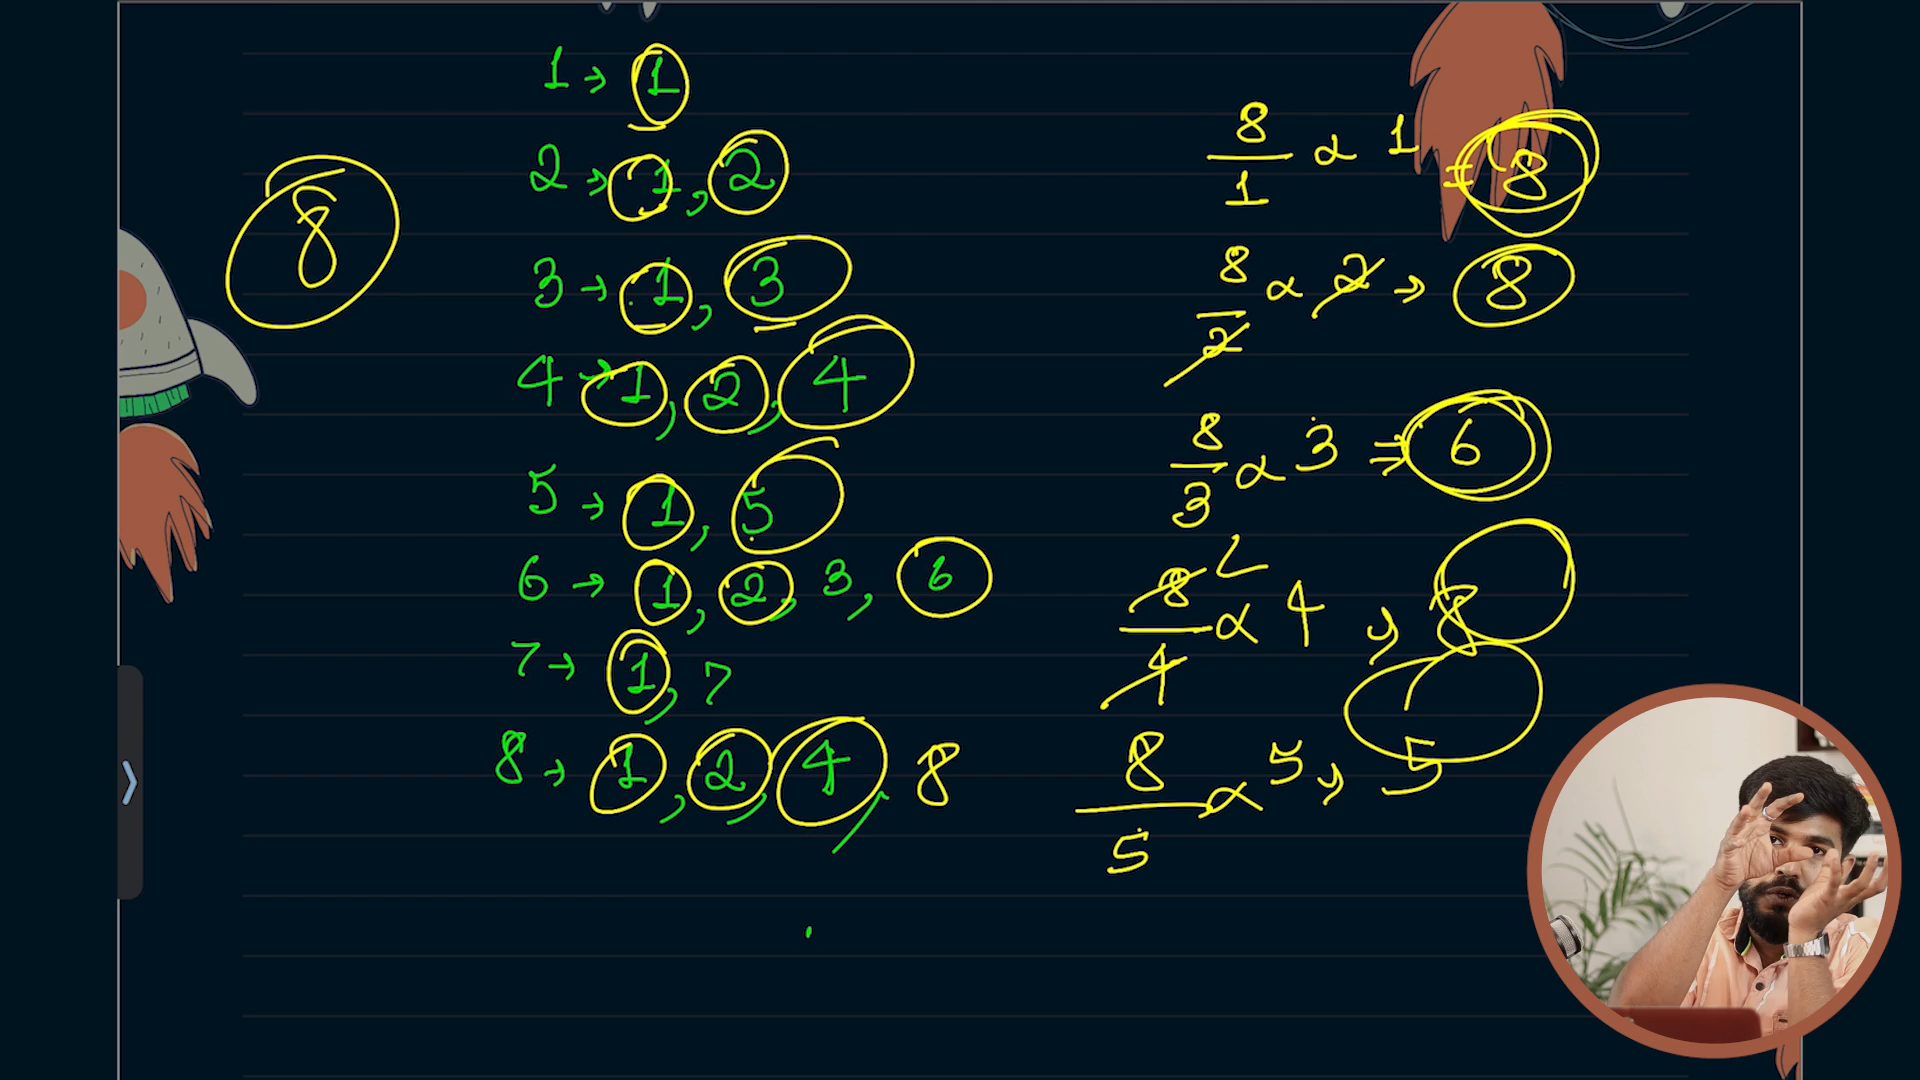 8
1 → 1
2 → 1, 2
3 → 1, 3
4 → 1, 2, 4
5 → 1, 5
6 → 1, 2, 3, 6
7 → 1, 7
8 → 1, 2, 4, 8
8/1 × 1 = 8
8/2 × 2 → 8
8/3 × 3 ⇒ 6
8/4 2 × 4 → 8
8/5 × 5 → 5